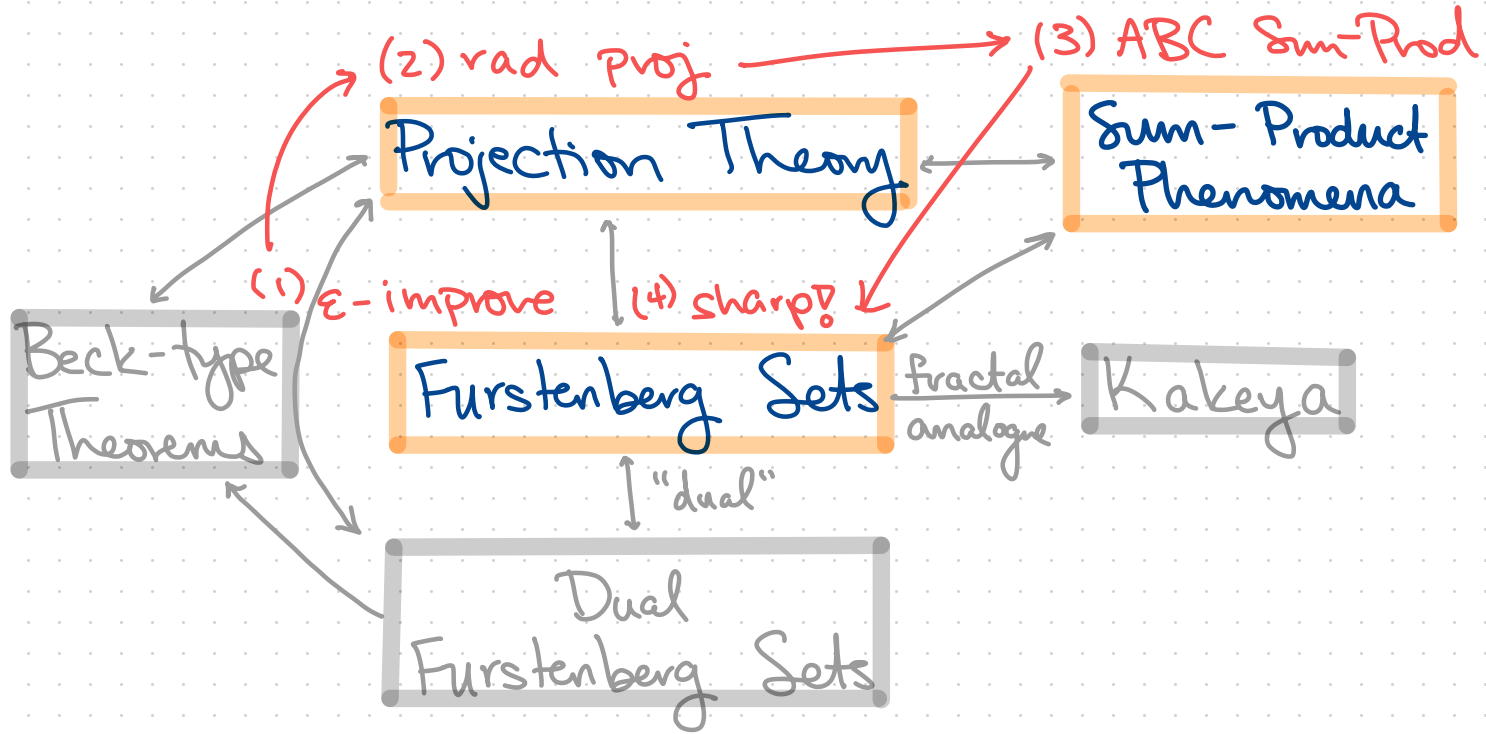 (2) rad proj
(3) ABC Sum-Prod
Projection Theory
Sum-Product
Phenomena
(1) ε-improve
(4) sharp!
Beck-type
Theorems
Furstenberg Sets
fractal
analogue
Kakeya
"dual"
Dual
Furstenberg Sets